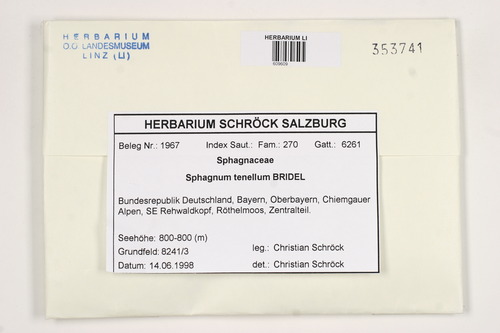 HERBARIUM
O.Ö. LANDESMUSEUM
LINZ (LI)
HERBARIUM LI
353741
HERBARIUM SCHRÖCK SALZBURG
Beleg Nr.: 1967 Index Saut.: Fam.: 270 Gatt.: 6261
Sphagnaceae
Sphagnum tenellum BRIDEL
Bundesrepublik Deutschland, Bayern, Oberbayern, Chiemgauer
Alpen, SE Rehwaldkopf, Röthelmoos, Zentralteil.
Seehöhe: 800-800 (m)
Grundfeld: 8241/3 leg.: Christian Schröck
Datum: 14.06.1998 det.: Christian Schröck